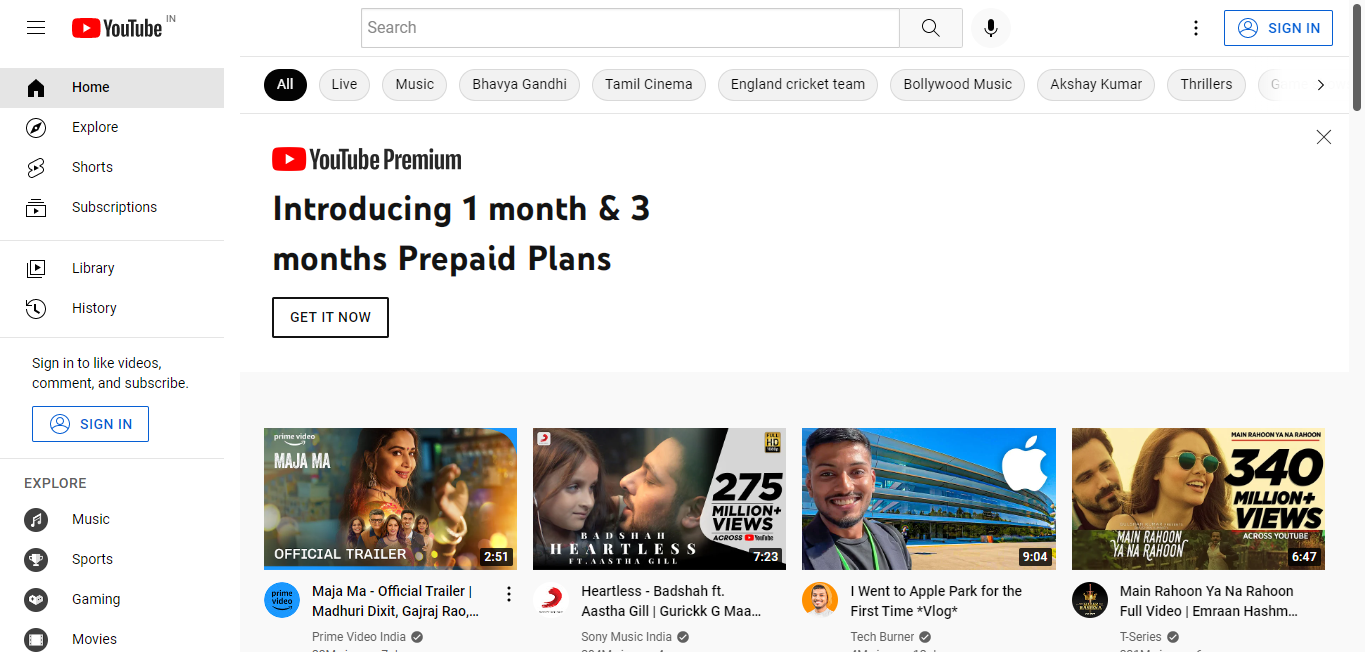 YouTube IN
Search
SIGN IN
Home
Explore
Shorts
Subscriptions
Library
History
Sign in to like videos,
comment, and subscribe.
SIGN IN
EXPLORE
Music
Sports
Gaming
Movies
All Live Music Bhavya Gandhi Tamil Cinema England cricket team Bollywood Music Akshay Kumar Thrillers
YouTube Premium
Introducing 1 month & 3
months Prepaid Plans
GET IT NOW
prime video
MAJA MA
OFFICIAL TRAILER
2:51
prime
video
Maja Ma - Official Trailer |
Madhuri Dixit, Gajraj Rao,...
Prime Video India
FULL
HD
1080p
275
MILLION+
VIEWS
ACROSS YouTube
BADSHAH
HEARTLESS
FT. AASTHA GILL
7:23
Heartless - Badshah ft.
Aastha Gill | Gurickk G Maa...
Sony Music India
9:04
I Went to Apple Park for the
First Time *Vlog*
Tech Burner
MAIN RAHOON YA NA RAHOON
340
MILLION+
VIEWS
ACROSS YOUTUBE
MAIN RAHOON
YA NA RAHOON
6:47
Main Rahoon Ya Na Rahoon
Full Video | Emraan Hashm...
T-Series